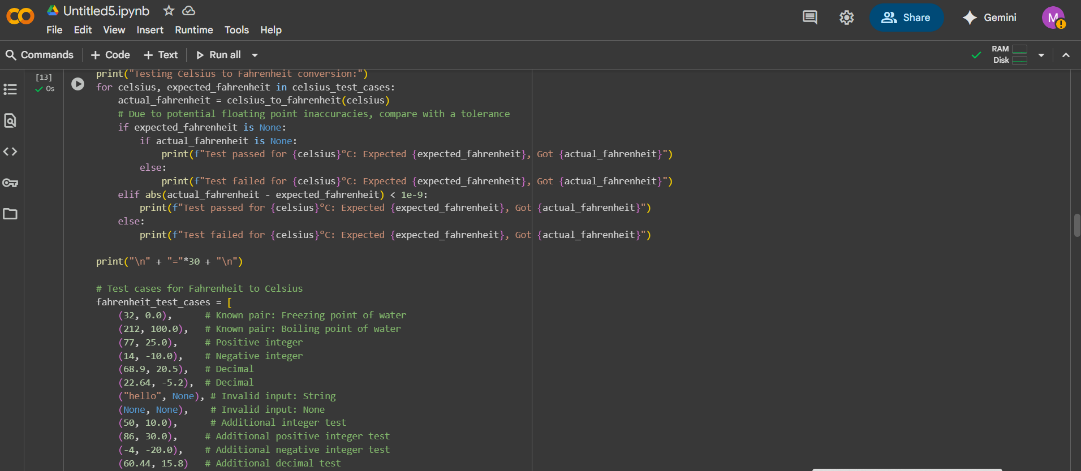 Untitled5.ipynb
File Edit View Insert Runtime Tools Help
Share
Gemini
M
Commands + Code + Text Run all
RAM
Disk
[13]
0s
print("Testing Celsius to Fahrenheit conversion:")
for celsius, expected_fahrenheit in celsius_test_cases:
    actual_fahrenheit = celsius_to_fahrenheit(celsius)
    # Due to potential floating point inaccuracies, compare with a tolerance
    if expected_fahrenheit is None:
        if actual_fahrenheit is None:
            print(f"Test passed for {celsius}°C: Expected {expected_fahrenheit}, Got {actual_fahrenheit}")
        else:
            print(f"Test failed for {celsius}°C: Expected {expected_fahrenheit}, Got {actual_fahrenheit}")
    elif abs(actual_fahrenheit - expected_fahrenheit) < 1e-9:
        print(f"Test passed for {celsius}°C: Expected {expected_fahrenheit}, Got {actual_fahrenheit}")
    else:
        print(f"Test failed for {celsius}°C: Expected {expected_fahrenheit}, Got {actual_fahrenheit}")
print("\n" + "="*30 + "\n")
# Test cases for Fahrenheit to Celsius
fahrenheit_test_cases = [
    (32, 0.0),     # Known pair: Freezing point of water
    (212, 100.0),  # Known pair: Boiling point of water
    (77, 25.0),    # Positive integer
    (14, -10.0),   # Negative integer
    (68.9, 20.5),  # Decimal
    (22.64, -5.2), # Decimal
    ("hello", None), # Invalid input: String
    (None, None),   # Invalid input: None
    (50, 10.0),     # Additional integer test
    (86, 30.0),    # Additional positive integer test
    (-4, -20.0),   # Additional negative integer test
    (60.44, 15.8)  # Additional decimal test